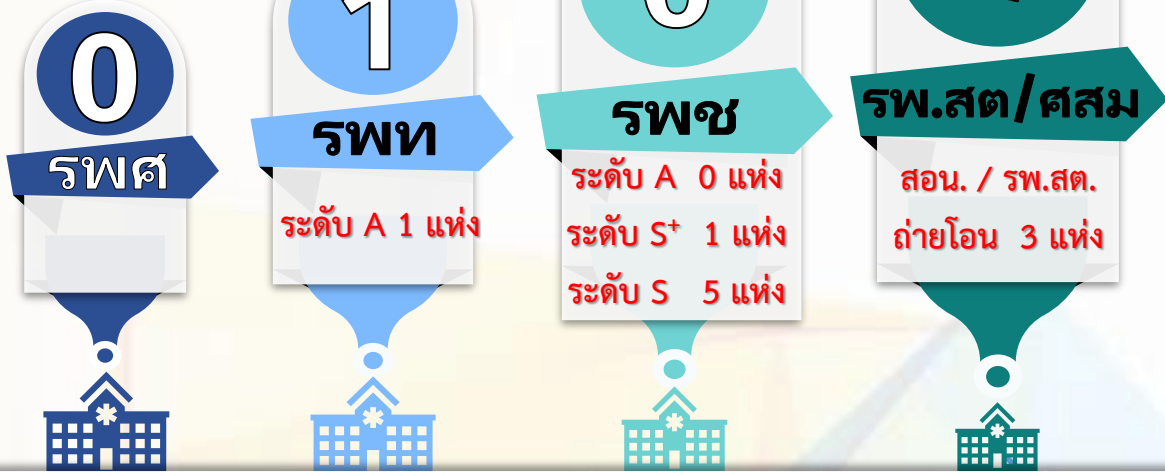 0
รพศ
1
รพท
ระดับ A 1 แห่ง
รพช
ระดับ A 0 แห่ง
ระดับ S+ 1 แห่ง
ระดับ S 5 แห่ง
รพ.สต/ศสม
สอน. / รพ.สต.
ถ่ายโอน 3 แห่ง